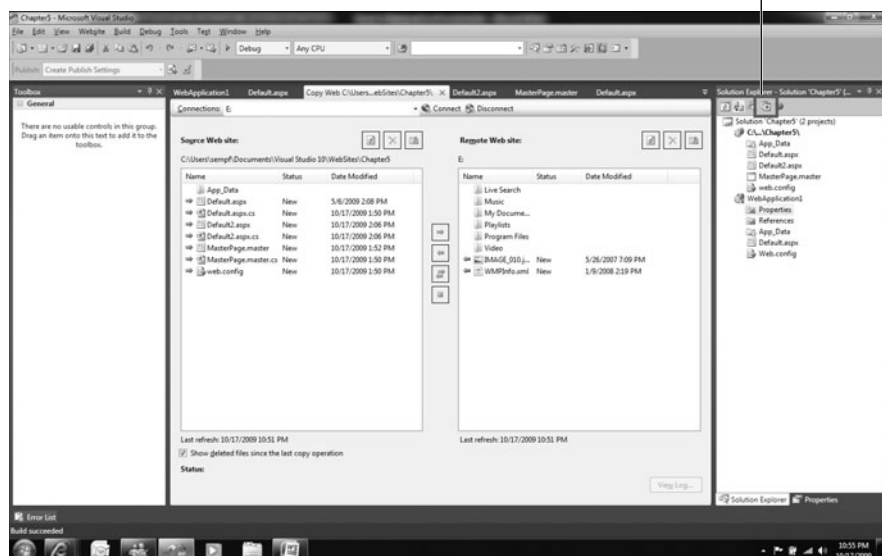 Chapter5 - Microsoft Visual Studio
File Edit View Website Build Debug Tools Test Window Help
Debug Any CPU
Publish: Create Publish Settings
Toolbox
General
There are no usable controls in this group. Drag an item onto this text to add it to the toolbox.
WebApplication1 Default.aspx Copy Web C:\Users...ebSites\Chapter5\ Default2.aspx MasterPage.master Default.aspx
Connections: E: Connect Disconnect
Source Web site:
C:\Users\sempf\Documents\Visual Studio 10\WebSites\Chapter5
Name Status Date Modified
App_Data
Default.aspx New 5/6/2009 2:08 PM
Default.aspx.cs New 10/17/2009 1:50 PM
Default2.aspx New 10/17/2009 2:06 PM
Default2.aspx.cs New 10/17/2009 2:06 PM
MasterPage.master New 10/17/2009 1:52 PM
MasterPage.master.cs New 10/17/2009 1:50 PM
web.config New 10/17/2009 1:50 PM
Last refresh: 10/17/2009 10:51 PM
Show deleted files since the last copy operation
Status:
Remote Web site:
E:
Name Status Date Modified
Live Search
Music
My Docume...
Playlists
Program Files
Video
IMAGE_010.j... New 5/26/2007 7:09 PM
WMPInfo.xml New 1/9/2008 2:19 PM
Last refresh: 10/17/2009 10:51 PM
View Log...
Solution Explorer - Solution 'Chapter5' (...
Solution 'Chapter5' (2 projects)
C:\...\Chapter5\
App_Data
Default.aspx
Default2.aspx
MasterPage.master
web.config
WebApplication1
Properties
References
App_Data
Default.aspx
Web.config
Solution Explorer Properties
Error List
Build succeeded
10:55 PM
10/17/2009